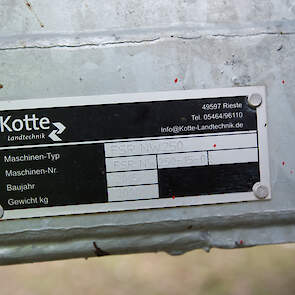 Kotte
Landtechnik
49597 Rieste
Tel. 05464/96110
Info@Kotte-Landtechnik.de
Maschinen-Typ
Maschinen-Nr.
Baujahr
Gewicht kg